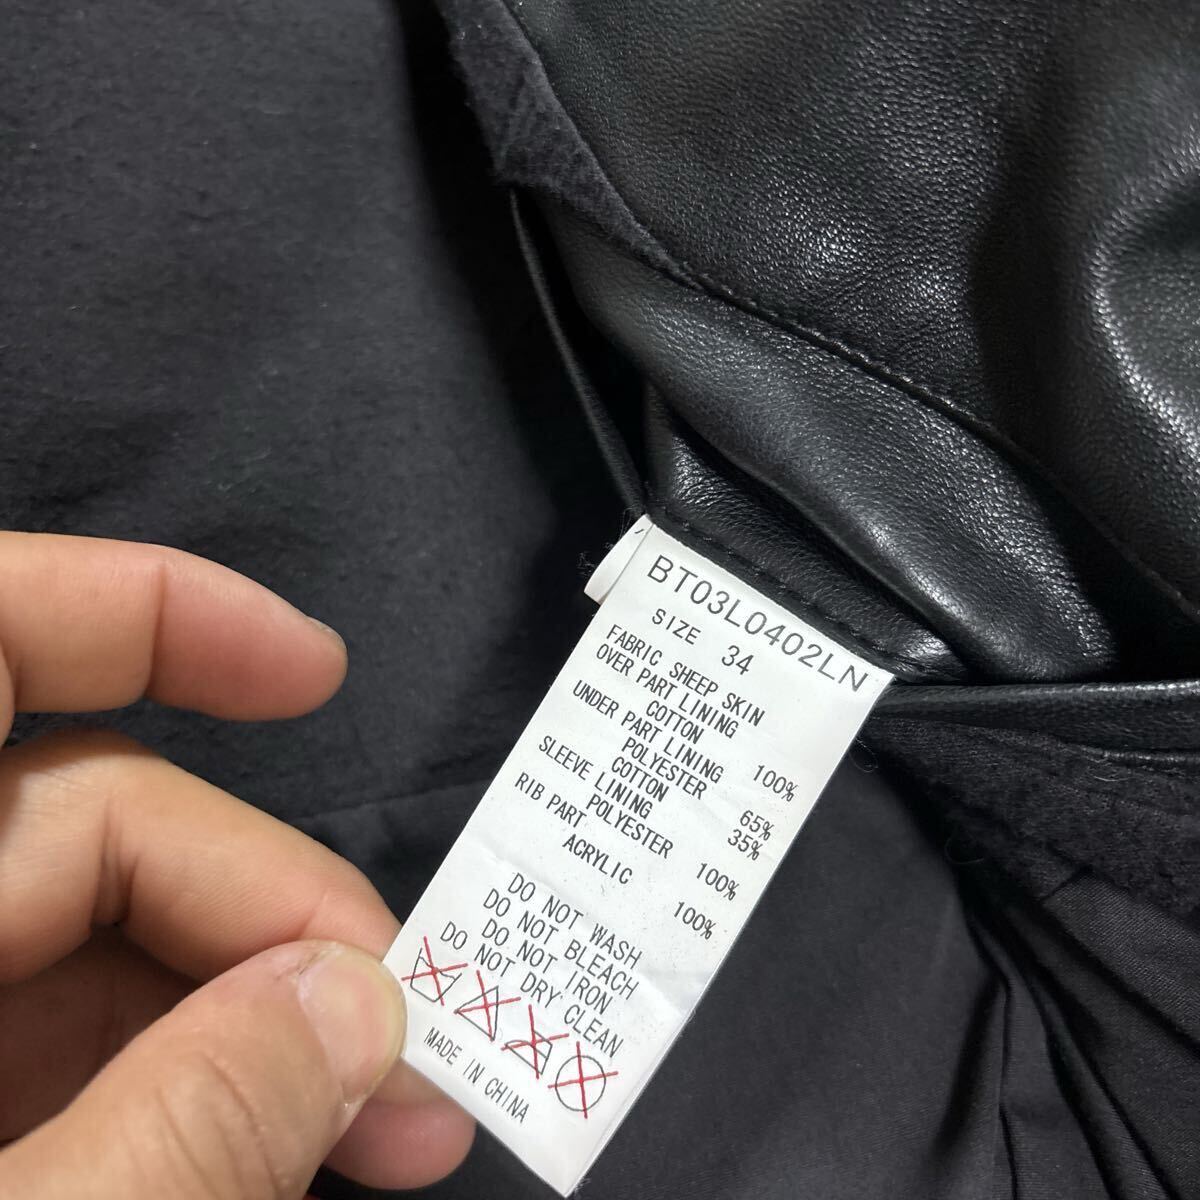 BT03L0402LN
SIZE 34
FABRIC SHEEP SKIN
OVER PART LINING
COTTON 100%
UNDER PART LINING
POLYESTER 65%
COTTON 35%
SLEEVE LINING
POLYESTER 100%
RIB PART
ACRYLIC 100%
DO NOT WASH
DO NOT BLEACH
DO NOT IRON
DO NOT DRY CLEAN
MADE IN CHINA